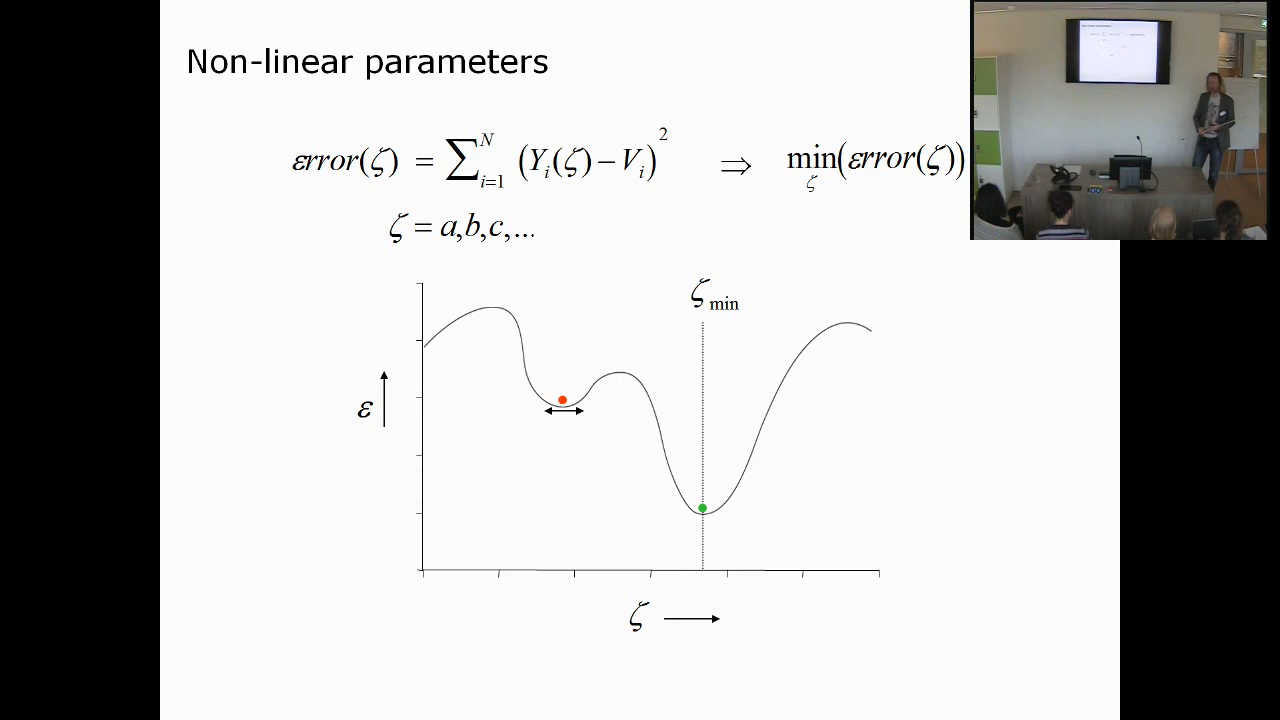 Non-linear parameters
εrror(ζ) = ∑_{i=1}^{N} (Y_i(ζ) − V_i)^2 ⇒ min_ζ(εrror(ζ))
ζ = a,b,c,...
ζ_min
ε
ζ